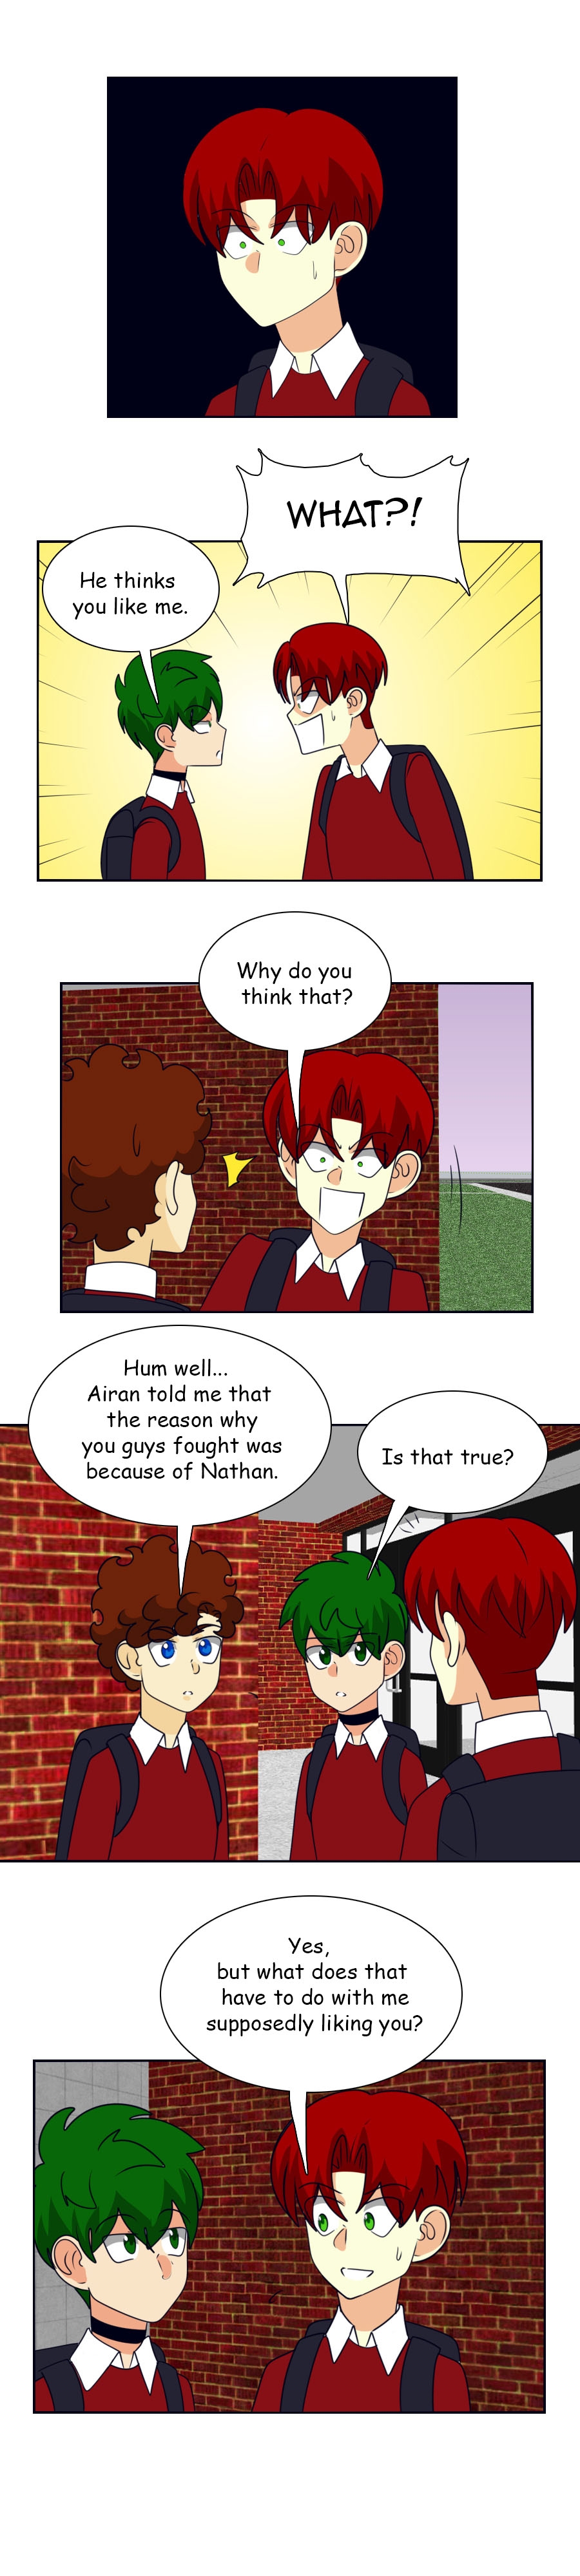 WHAT?!
He thinks
you like me.
Why do you
think that?
Hum well...
Airan told me that
the reason why
you guys fought was
because of Nathan.
Is that true?
Yes,
but what does that
have to do with me
supposedly liking you?